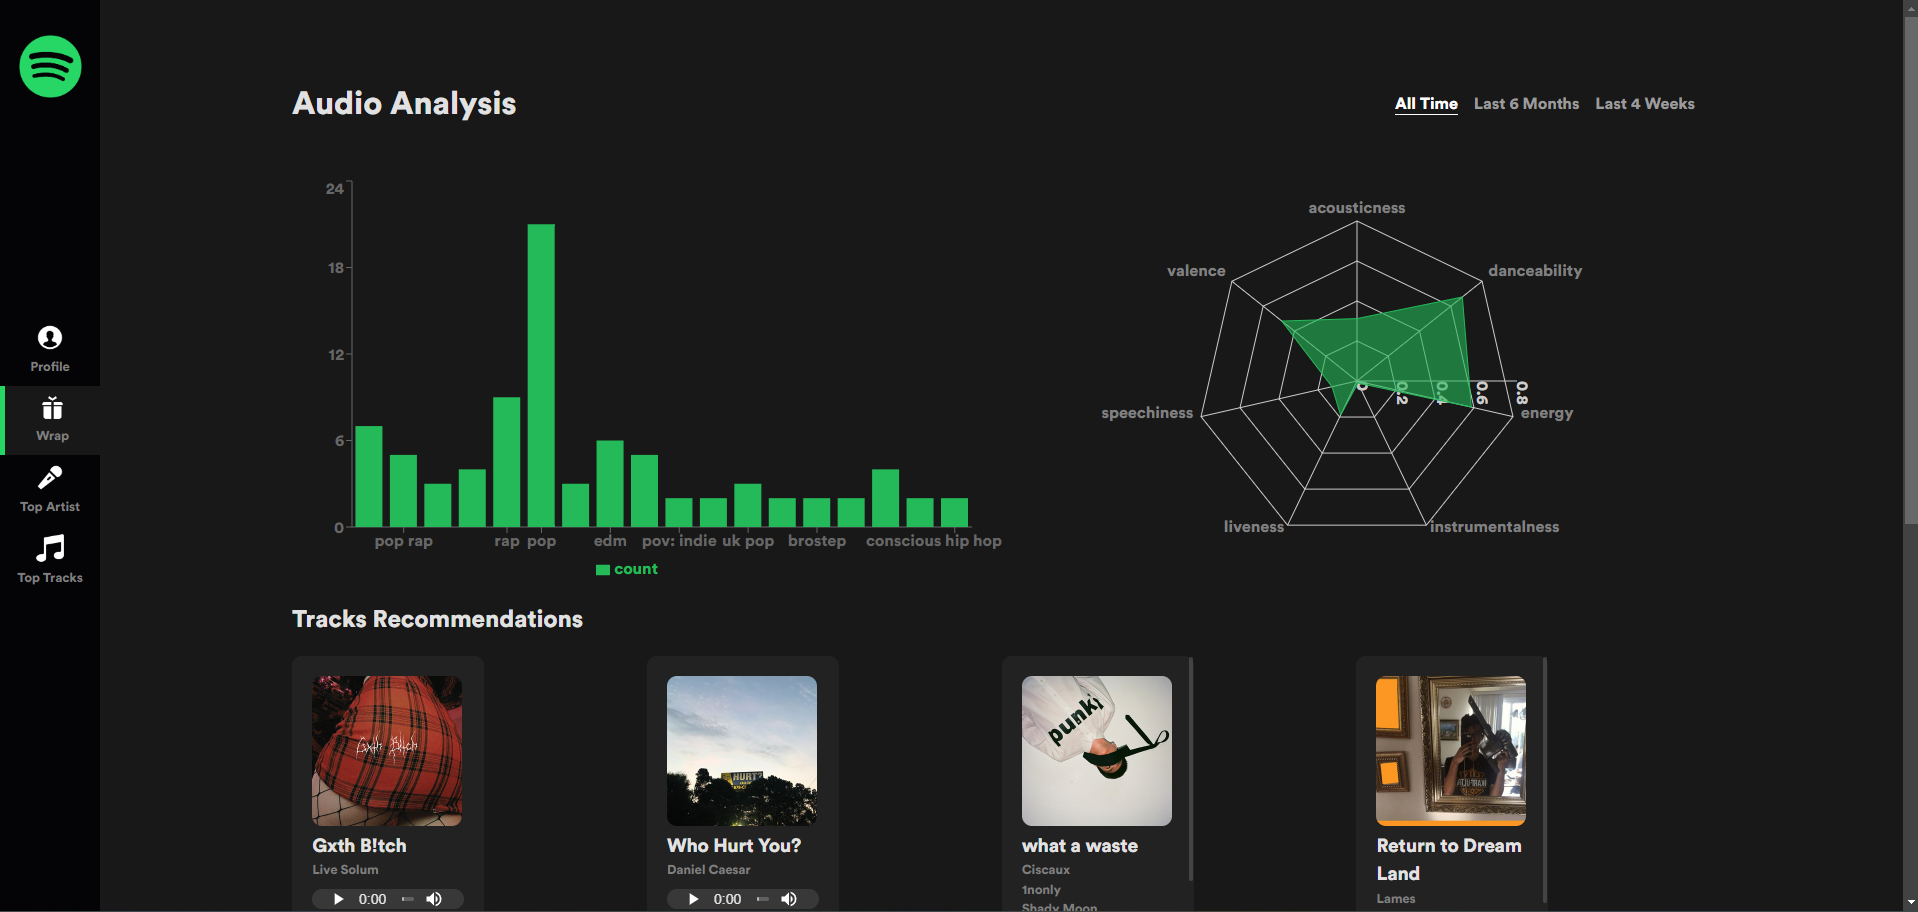 Audio Analysis
All Time Last 6 Months Last 4 Weeks
Profile
Wrap
Top Artist
Top Tracks
24
18
12
6
0
pop rap rap pop edm pov: indie uk pop brostep conscious hip hop
count
acousticness
valence
danceability
speechiness
energy
liveness
instrumentalness
0 0.2 0.4 0.6 0.8
Tracks Recommendations
Gxth B!tch
Gxth B!tch
Live Solum
0:00
HURT?
Who Hurt You?
Daniel Caesar
0:00
punky
what a waste
Ciscaux
1nonly
Shady Moon
Return to Dream
Land
Lames